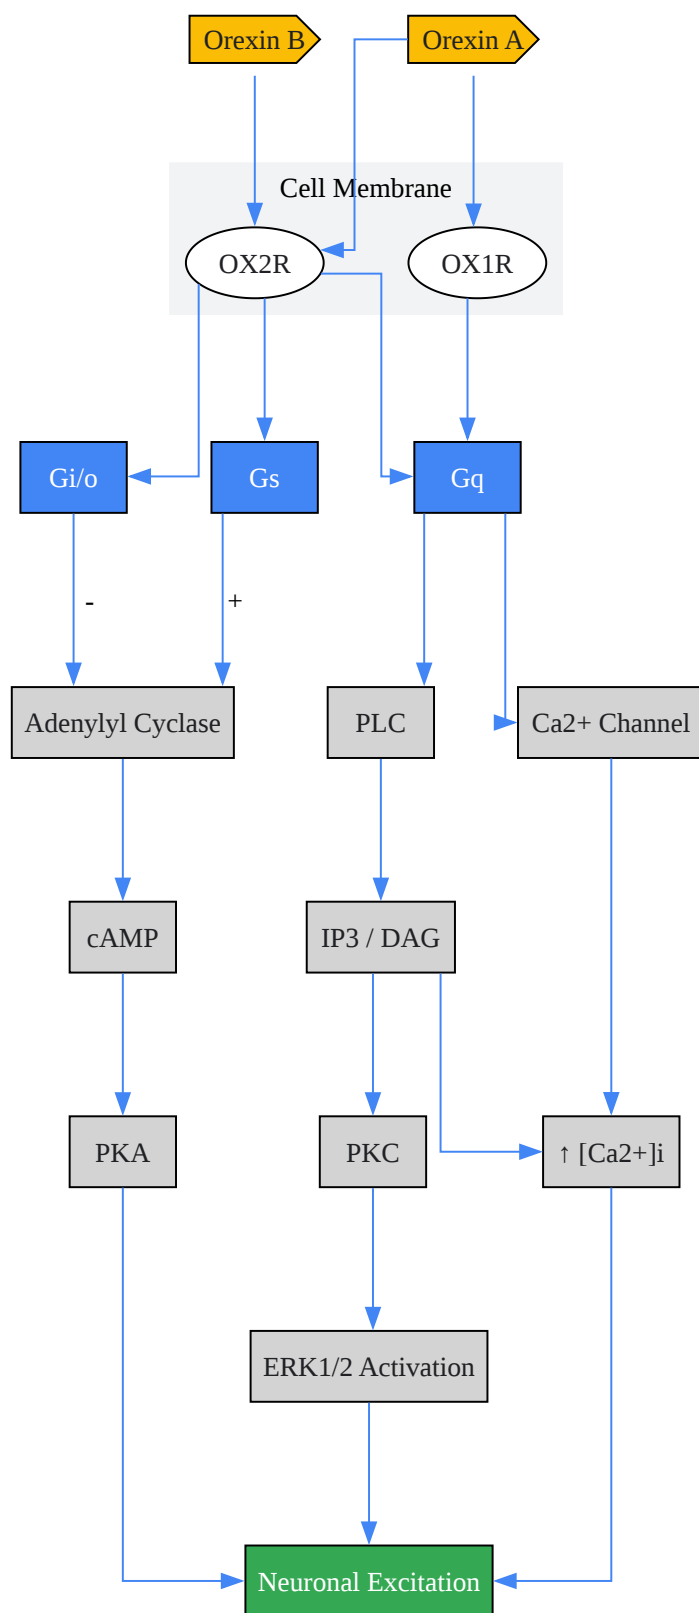 Orexin B
Orexin A
Cell Membrane
OX2R
OX1R
Gi/o
Gs
Gq
-
+
Adenylyl Cyclase
PLC
Ca2+ Channel
cAMP
IP3 / DAG
PKA
PKC
↑ [Ca2+]i
ERK1/2 Activation
Neuronal Excitation